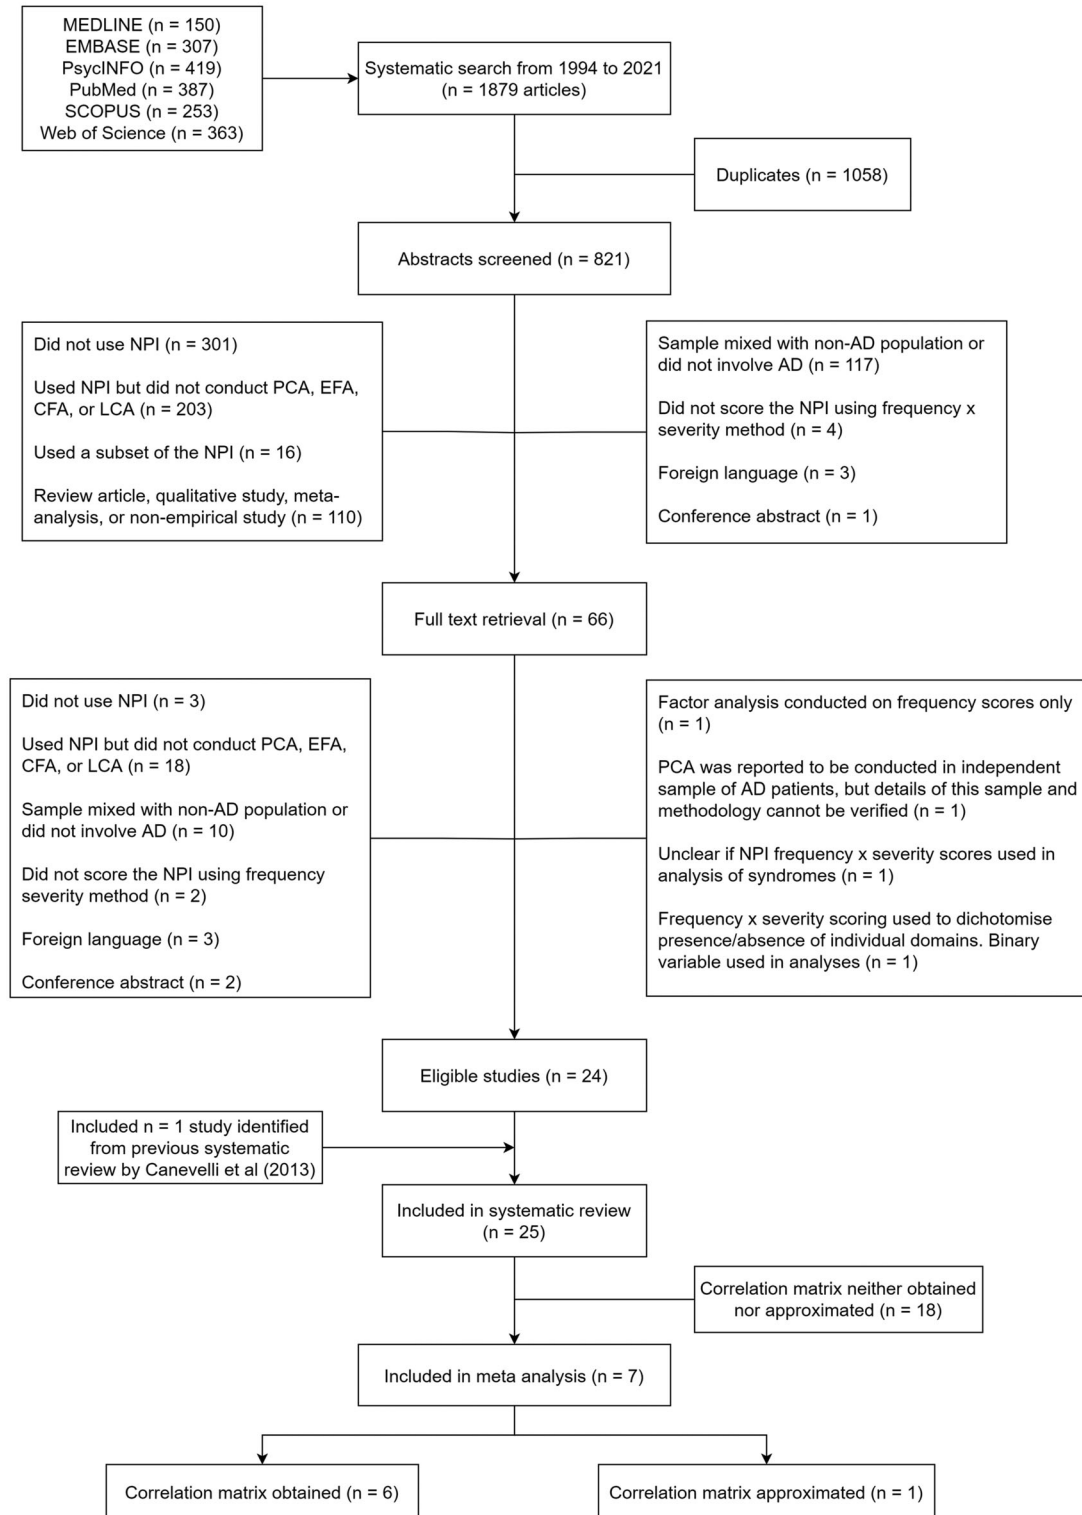 MEDLINE (n = 150)
EMBASE (n = 307)
PsycINFO (n = 419)
PubMed (n = 387)
SCOPUS (n = 253)
Web of Science (n = 363)
Systematic search from 1994 to 2021
(n = 1879 articles)
Duplicates (n = 1058)
Abstracts screened (n = 821)
Did not use NPI (n = 301)
Used NPI but did not conduct PCA, EFA,
CFA, or LCA (n = 203)
Used a subset of the NPI (n = 16)
Review article, qualitative study, meta-
analysis, or non-empirical study (n = 110)
Sample mixed with non-AD population or
did not involve AD (n = 117)
Did not score the NPI using frequency x
severity method (n = 4)
Foreign language (n = 3)
Conference abstract (n = 1)
Full text retrieval (n = 66)
Did not use NPI (n = 3)
Used NPI but did not conduct PCA, EFA,
CFA, or LCA (n = 18)
Sample mixed with non-AD population or
did not involve AD (n = 10)
Did not score the NPI using frequency
severity method (n = 2)
Foreign language (n = 3)
Conference abstract (n = 2)
Factor analysis conducted on frequency scores only
(n = 1)
PCA was reported to be conducted in independent
sample of AD patients, but details of this sample and
methodology cannot be verified (n = 1)
Unclear if NPI frequency x severity scores used in
analysis of syndromes (n = 1)
Frequency x severity scoring used to dichotomise
presence/absence of individual domains. Binary
variable used in analyses (n = 1)
Eligible studies (n = 24)
Included n = 1 study identified
from previous systematic
review by Canevelli et al (2013)
Included in systematic review
(n = 25)
Correlation matrix neither obtained
nor approximated (n = 18)
Included in meta analysis (n = 7)
Correlation matrix obtained (n = 6)
Correlation matrix approximated (n = 1)